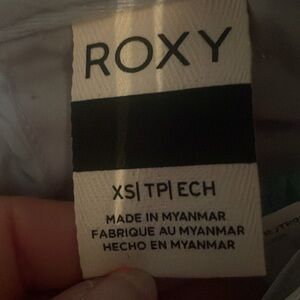 ROXY
XS| TP| ECH
MADE IN MYANMAR
FABRIQUE AU MYANMAR
HECHO EN MYANMAR